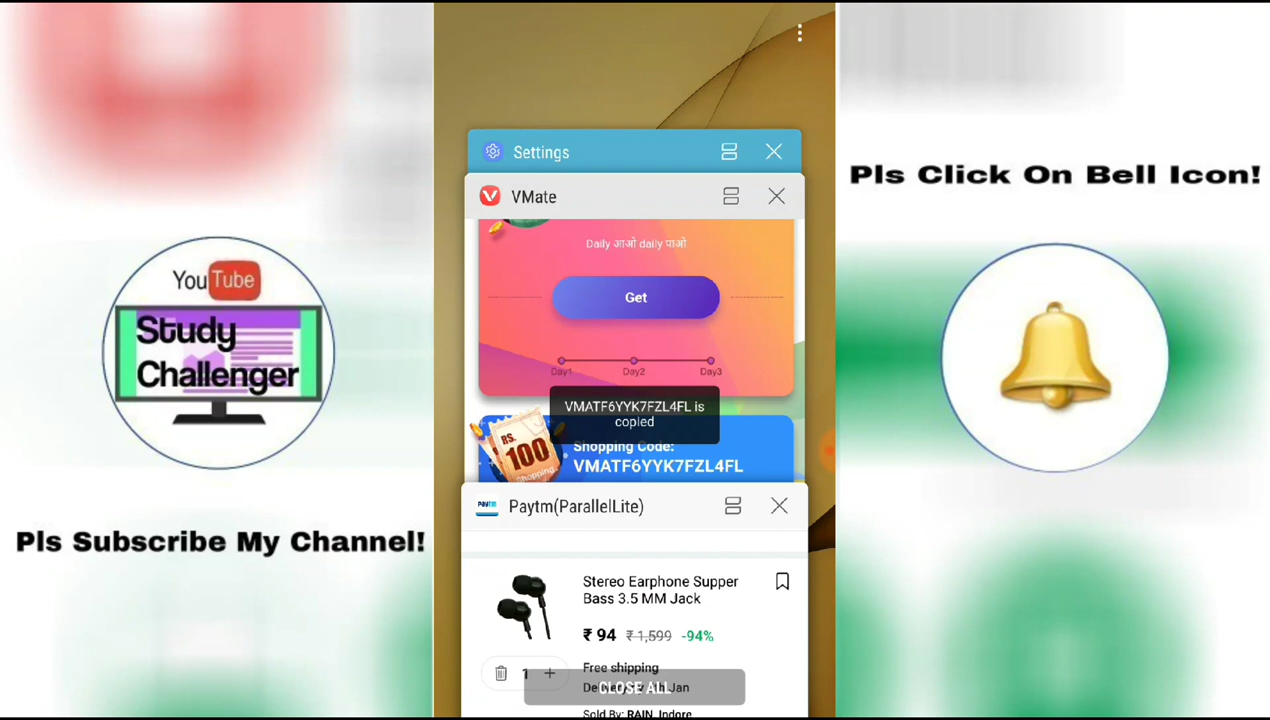 YouTube
Study
Challenger
Pls Subscribe My Channel!
Settings
VMate
Daily आओ daily पाओ
Get
Day1 Day2 Day3
VMATF6YYK7FZL4FL is
copied
RS.
100
Shopping
Shopping Code:
VMATF6YYK7FZL4FL
Paytm
Paytm(ParallelLite)
Stereo Earphone Supper
Bass 3.5 MM Jack
₹ 94 ₹ 1,599 -94%
1
Free shipping
CLOSE ALL
Jan
Sold By: RAIN, Indore
Pls Click On Bell Icon!